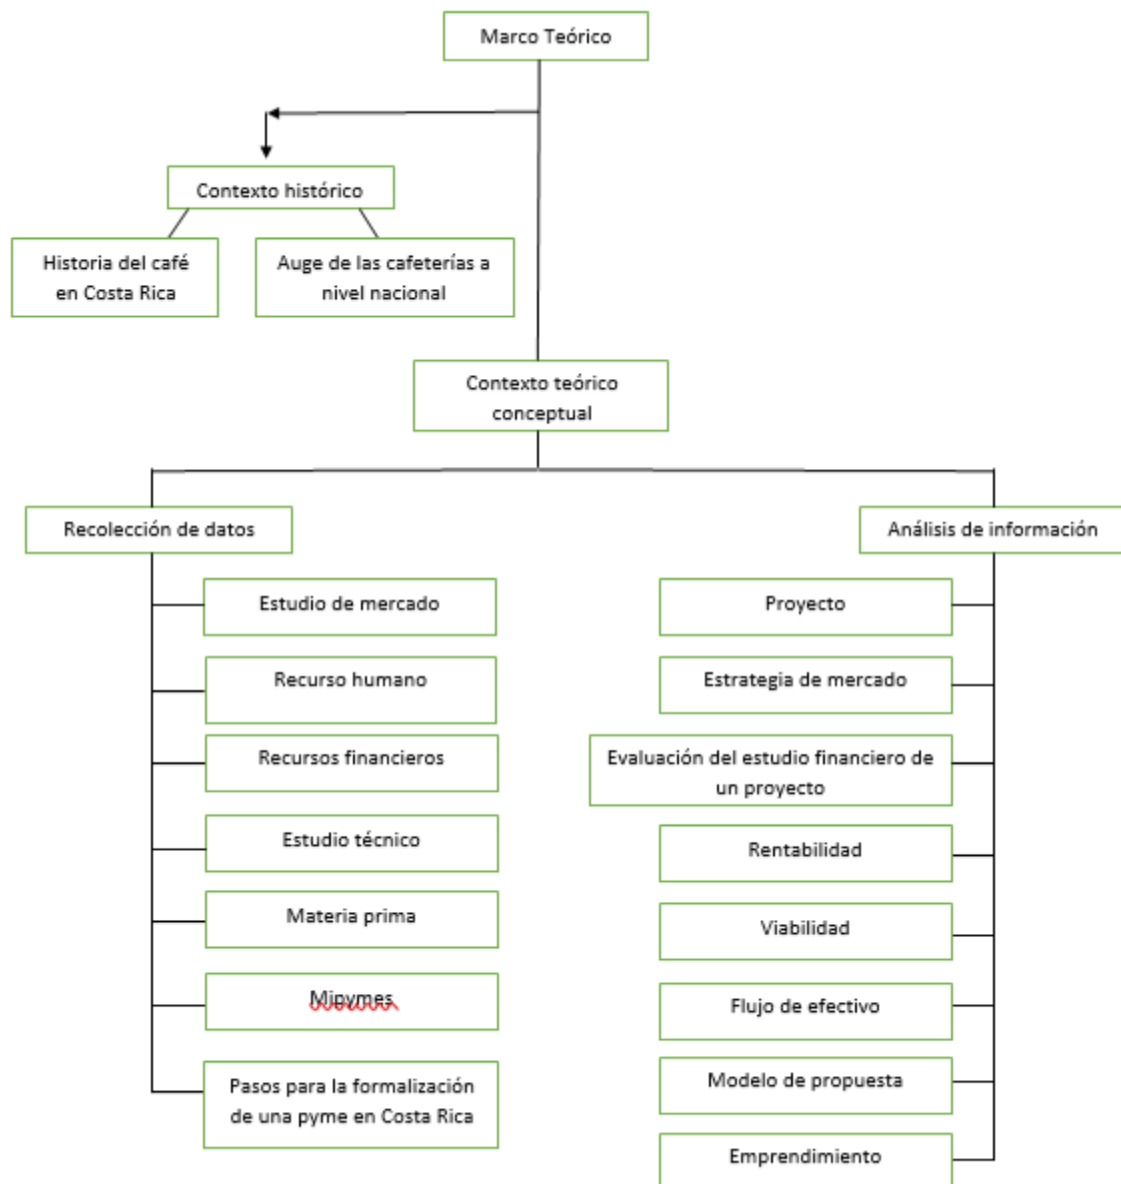 Marco Teórico
Contexto histórico
Historia del café
en Costa Rica
Auge de las cafeterías a
nivel nacional
Contexto teórico
conceptual
Recolección de datos
Estudio de mercado
Recurso humano
Recursos financieros
Estudio técnico
Materia prima
Mipymes
Pasos para la formalización
de una pyme en Costa Rica
Análisis de información
Proyecto
Estrategia de mercado
Evaluación del estudio financiero de
un proyecto
Rentabilidad
Viabilidad
Flujo de efectivo
Modelo de propuesta
Emprendimiento